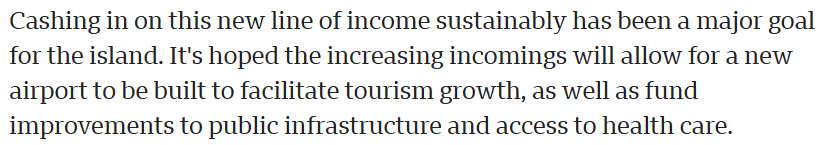 Cashing in on this new line of income sustainably has been a major goal
for the island. It's hoped the increasing incomings will allow for a new
airport to be built to facilitate tourism growth, as well as fund
improvements to public infrastructure and access to health care.